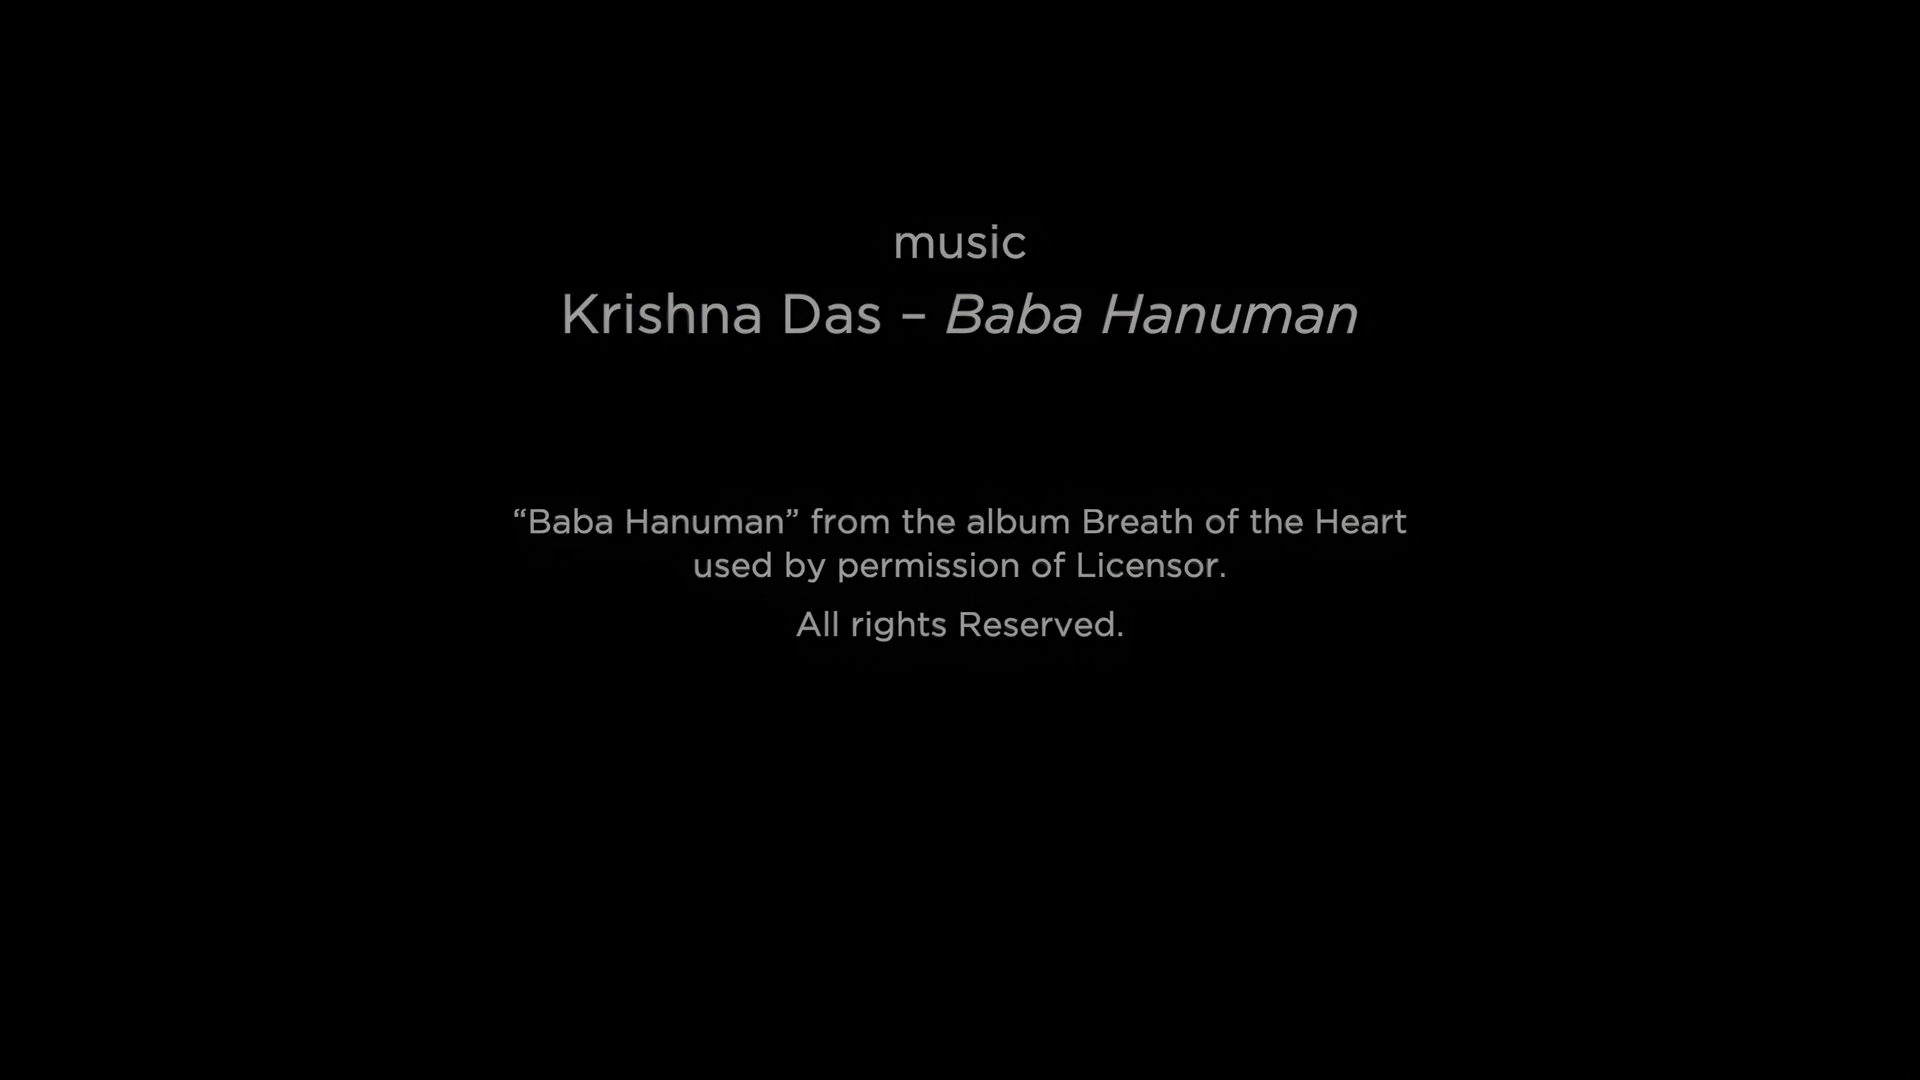 music
Krishna Das – Baba Hanuman
“Baba Hanuman” from the album Breath of the Heart
used by permission of Licensor.
All rights Reserved.